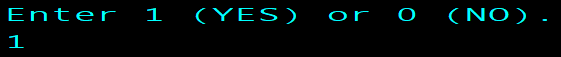 Enter 1 (YES) or 0 (NO).
1